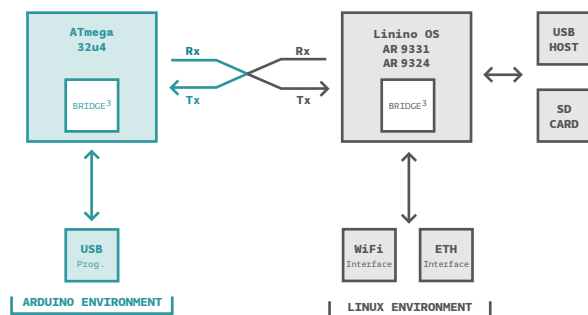 ATmega
32u4
BRIDGE³
Rx
Tx
Rx
Tx
Linino OS
AR 9331
AR 9324
BRIDGE³
USB
HOST
SD
CARD
USB
Prog.
WiFi
Interface
ETH
Interface
ARDUINO ENVIRONMENT
LINUX ENVIRONMENT